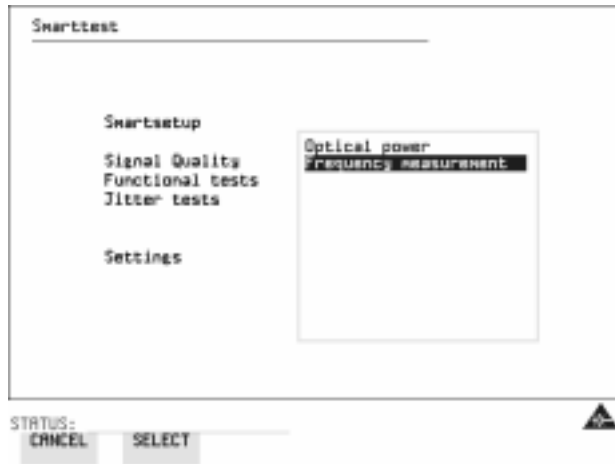 Smarttest
Smartsetup
Signal Quality
Functional tests
Jitter tests
Settings
Optical power
Frequency measurement
STATUS:
CANCEL
SELECT